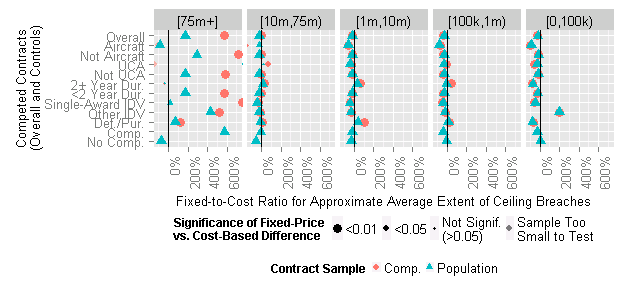 [75m+] [10m,75m) [1m,10m) [100k,1m) [0,100k)
Competed Contracts
(Overall and Controls)
Overall
Aircraft
Not Aircraft
UCA
Not UCA
2+ Year Dur.
<2 Year Dur.
Single-Award IDV
Other IDV
Def/Pur.
Comp.
No Comp.
0% 200% 400% 600% 0% 200% 400% 600% 0% 200% 400% 600% 0% 200% 400% 600% 0% 200% 400% 600%
Fixed-to-Cost Ratio for Approximate Average Extent of Ceiling Breaches
Significance of Fixed-Price
vs. Cost-Based Difference
<0.01
<0.05
Not Signif.
(>0.05)
Sample Too
Small to Test
Contract Sample
Comp.
Population